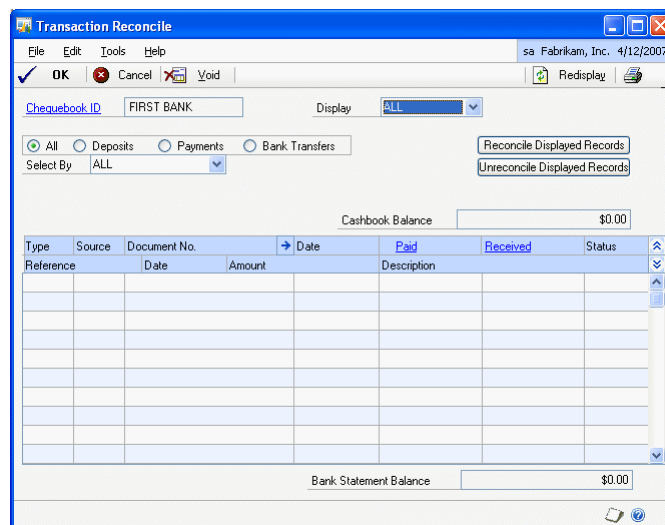 Transaction Reconcile
File Edit Tools Help sa Fabrikam, Inc. 4/12/2007
OK Cancel Void Redisplay
Chequebook ID FIRST BANK Display ALL
All Deposits Payments Bank Transfers Reconcile Displayed Records
Select By ALL Unreconcile Displayed Records
Cashbook Balance $0.00
Type Source Document No. Date Paid Received Status
Reference Date Amount Description
Bank Statement Balance $0.00